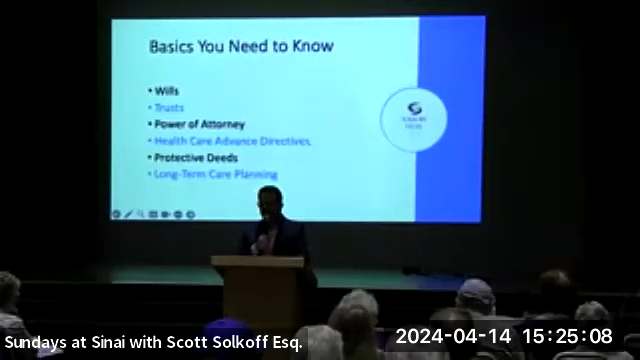 Basics You Need to Know
• Wills
• Trusts
• Power of Attorney
• Health Care Advance Directives
• Protective Deeds
• Long-Term Care Planning
Sundays at Sinai with Scott Solkoff Esq.
2024-04-14 15:25:08